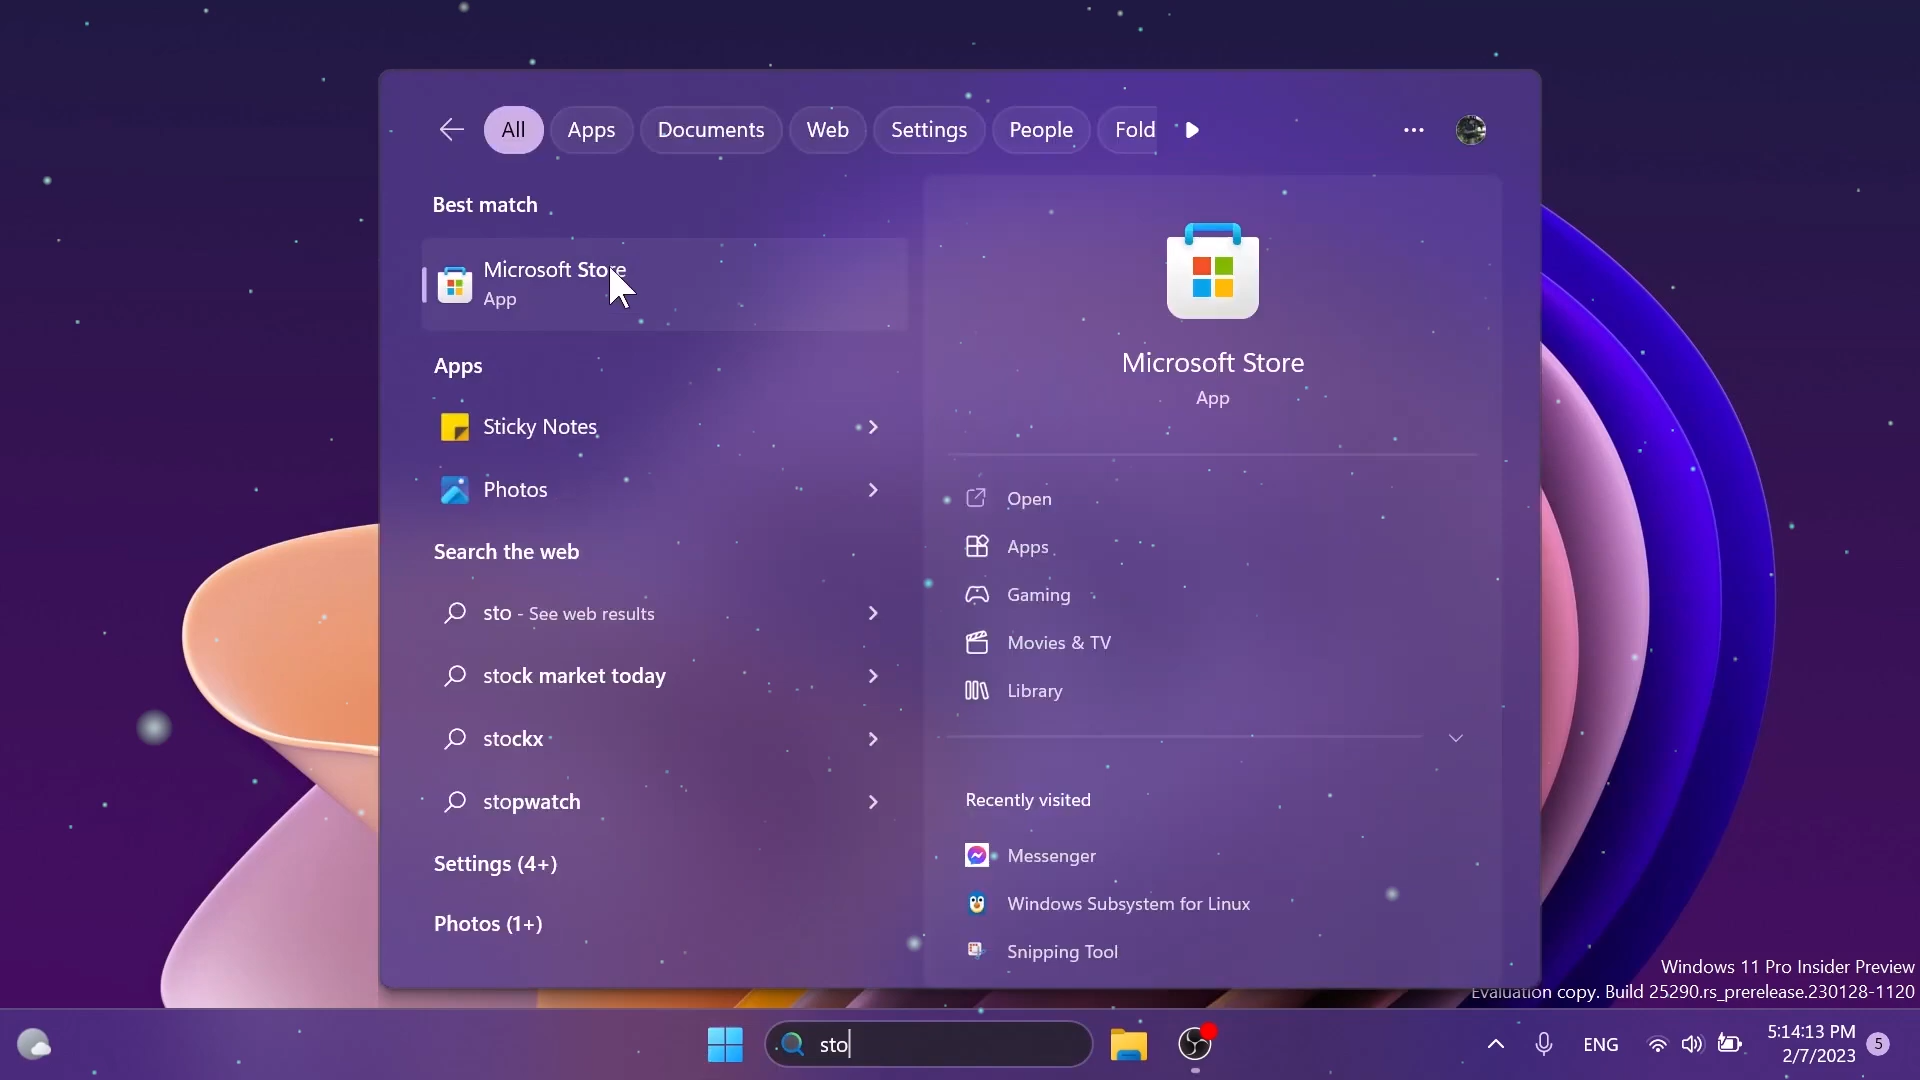 All
Apps
Documents
Web
Settings
People
Fold
Best match
Microsoft Store
App
Apps
Sticky Notes
Photos
Search the web
sto - See web results
stock market today
stockx
stopwatch
Settings (4+)
Photos (1+)
Microsoft Store
App
Open
Apps
Gaming
Movies & TV
Library
Recently visited
Messenger
Windows Subsystem for Linux
Snipping Tool
Windows 11 Pro Insider Preview
Evaluation copy. Build 25290.rs_prerelease.230128-1120
sto
ENG
5:14:13 PM
2/7/2023
5